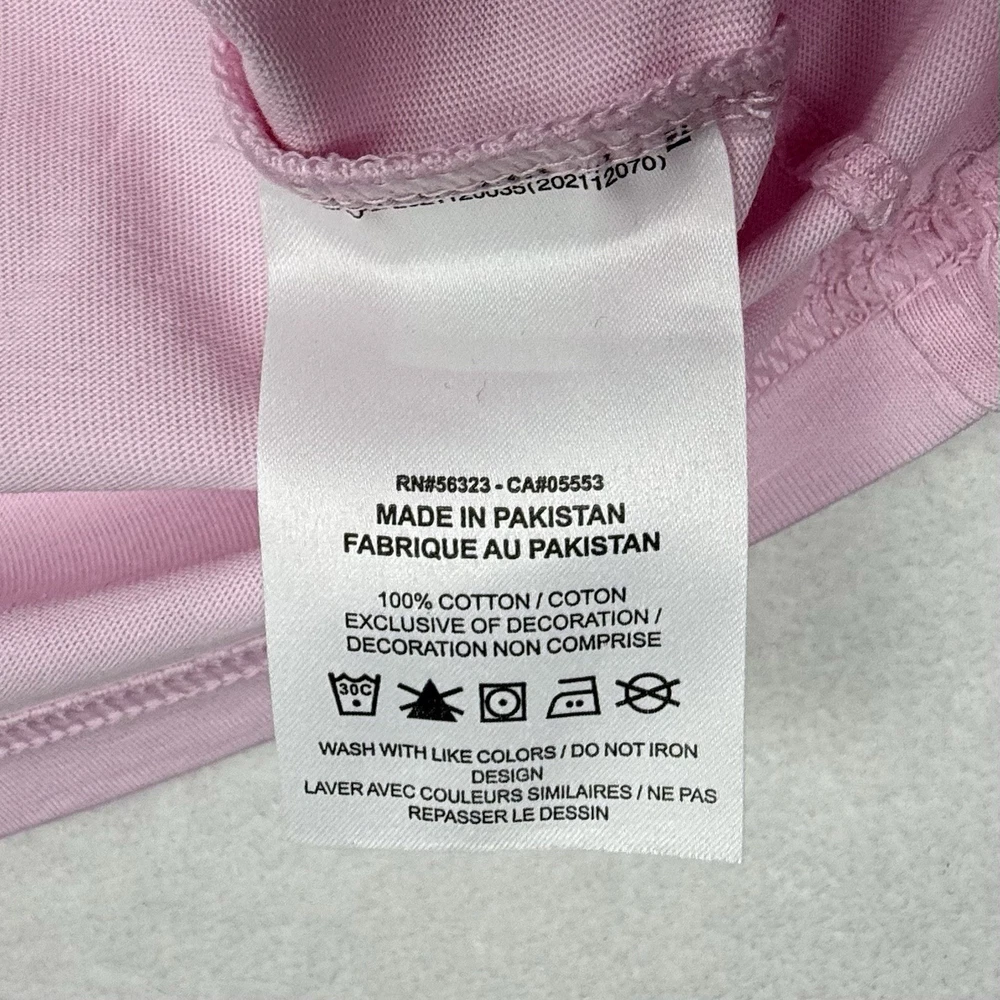 (202112070)
RN#56323 - CA#05553
MADE IN PAKISTAN
FABRIQUE AU PAKISTAN
100% COTTON / COTON
EXCLUSIVE OF DECORATION /
DECORATION NON COMPRISE
30C
WASH WITH LIKE COLORS / DO NOT IRON
DESIGN
LAVER AVEC COULEURS SIMILAIRES / NE PAS
REPASSER LE DESSIN